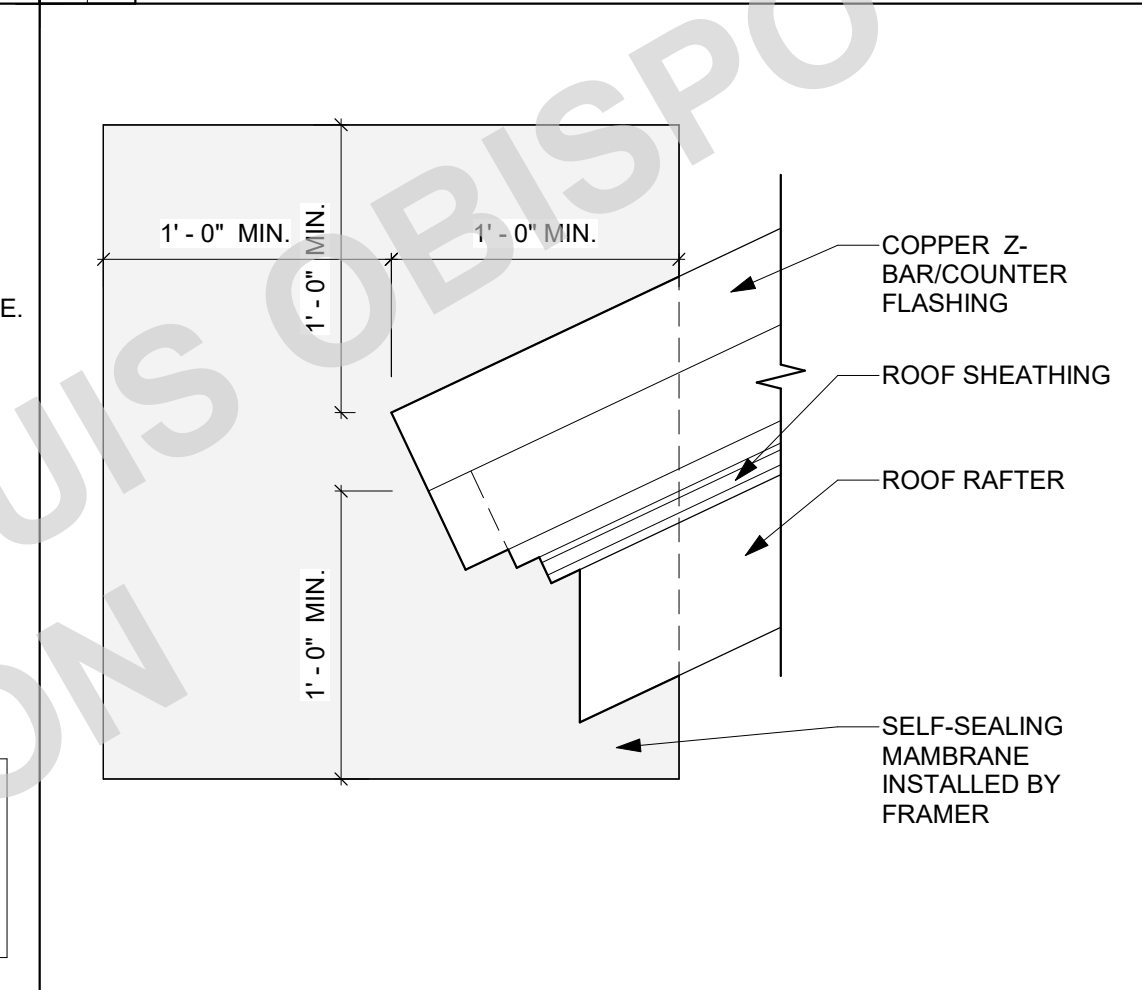 UIS OBISPO
ON
E.
1' - 0" MIN.
1' - 0" MIN.
1' - 0" MIN.
1' - 0" MIN.
COPPER Z-
BAR/COUNTER
FLASHING
ROOF SHEATHING
ROOF RAFTER
SELF-SEALING
MAMBRANE
INSTALLED BY
FRAMER